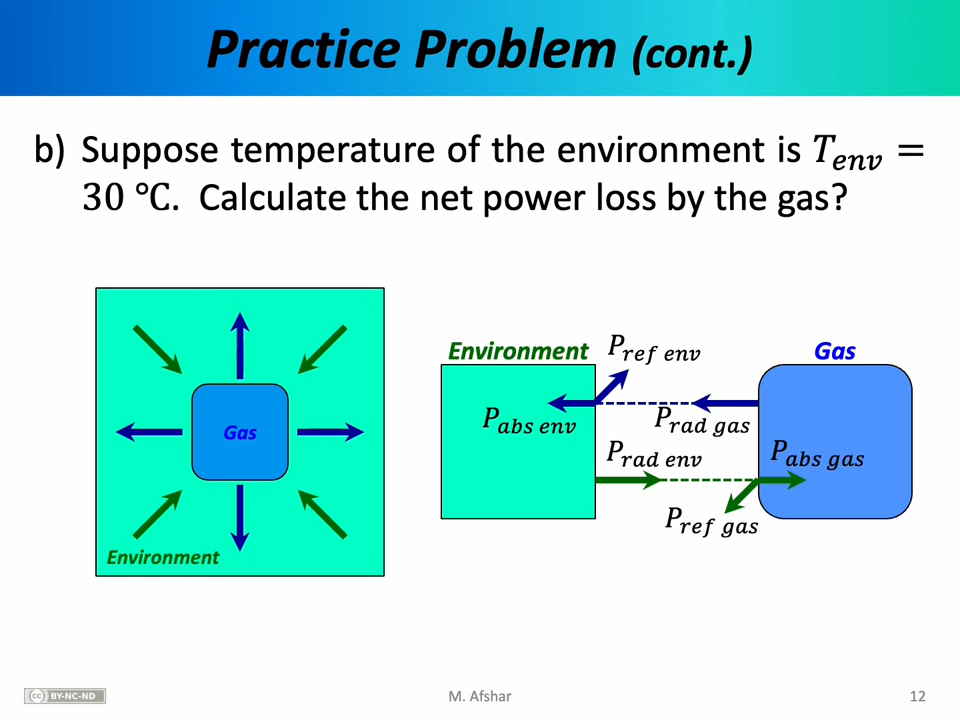 Practice Problem (cont.)
b) Suppose temperature of the environment is T_env =
30 °C. Calculate the net power loss by the gas?
Gas
Environment
Environment
P_ref env
Gas
P_abs env
P_rad gas
P_rad env
P_abs gas
P_ref gas
cc BY-NC-ND
M. Afshar
12